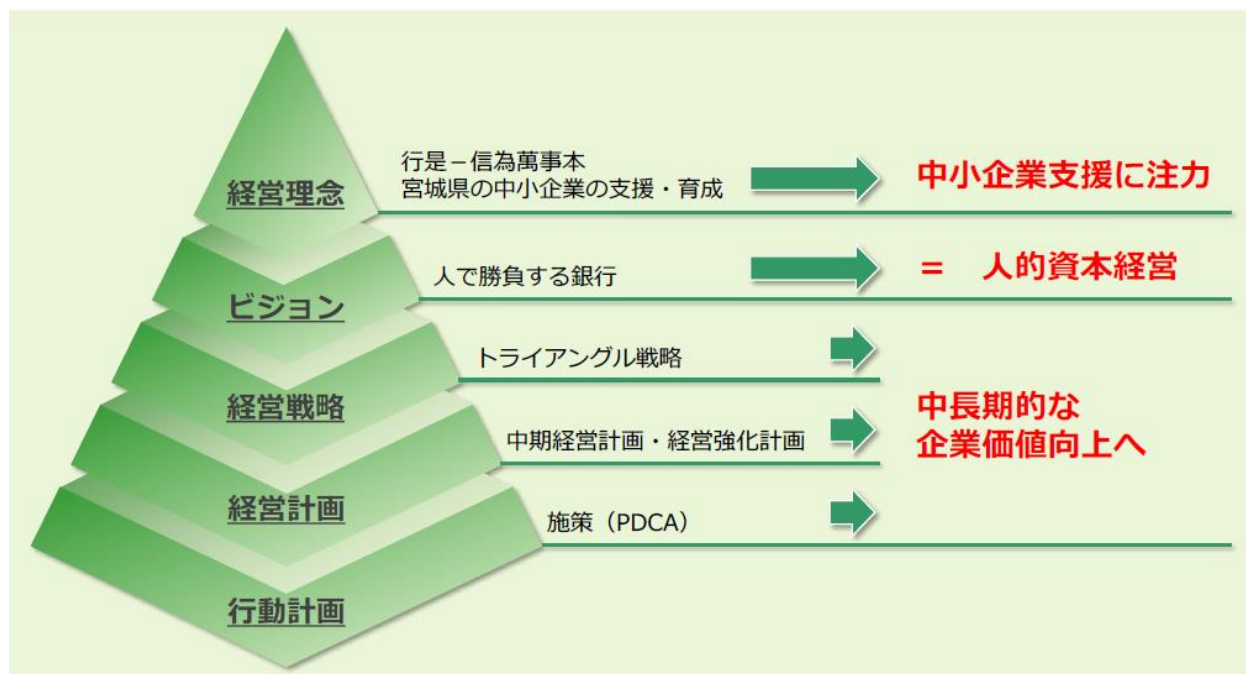 経営理念
行是－信為萬事本
宮城県の中小企業の支援・育成
中小企業支援に注力
ビジョン
人で勝負する銀行
＝　人的資本経営
経営戦略
トライアングル戦略
経営計画
中期経営計画・経営強化計画
中長期的な
企業価値向上へ
行動計画
施策（PDCA）